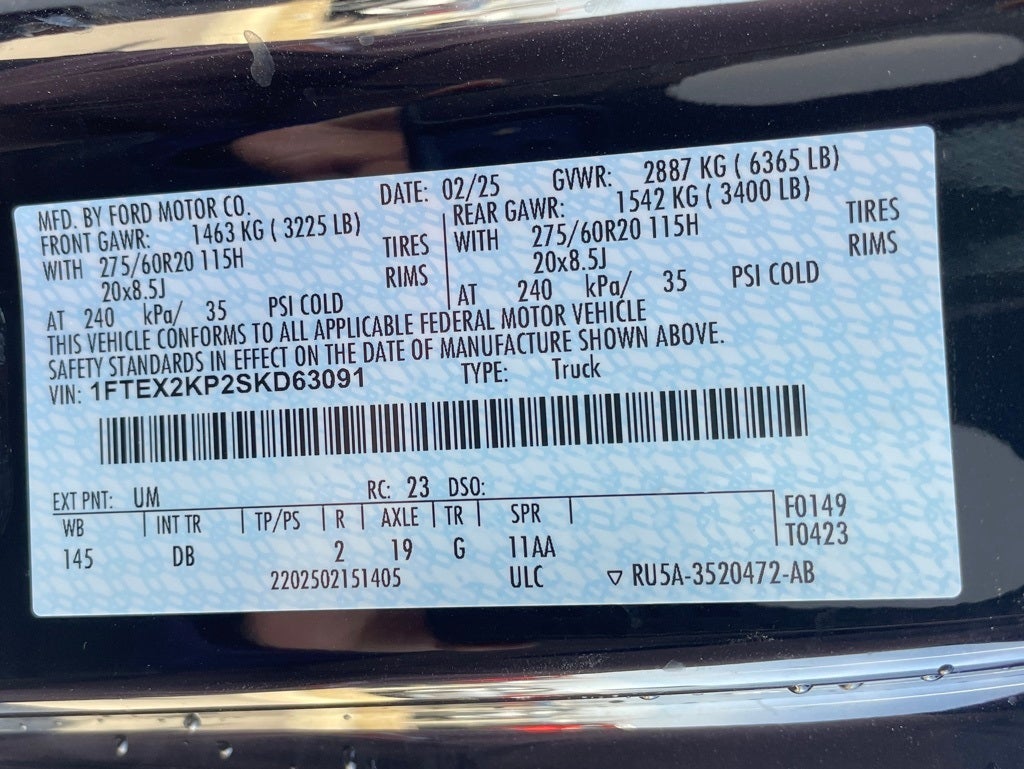 MFD. BY FORD MOTOR CO. DATE: 02/25 GVWR: 2887 KG ( 6365 LB)
FRONT GAWR: 1463 KG ( 3225 LB) REAR GAWR: 1542 KG ( 3400 LB)
WITH 275/60R20 115H TIRES WITH 275/60R20 115H TIRES
20x8.5J RIMS 20x8.5J RIMS
AT 240 kPa/ 35 PSI COLD AT 240 kPa/ 35 PSI COLD
THIS VEHICLE CONFORMS TO ALL APPLICABLE FEDERAL MOTOR VEHICLE
SAFETY STANDARDS IN EFFECT ON THE DATE OF MANUFACTURE SHOWN ABOVE.
VIN: 1FTEX2KP2SKD63091 TYPE: Truck
EXT PNT: UM RC: 23 DSO:
WB INT TR TP/PS R AXLE TR SPR F0149
145 DB 2 19 G 11AA T0423
2202502151405 ULC ▽ RU5A-3520472-AB